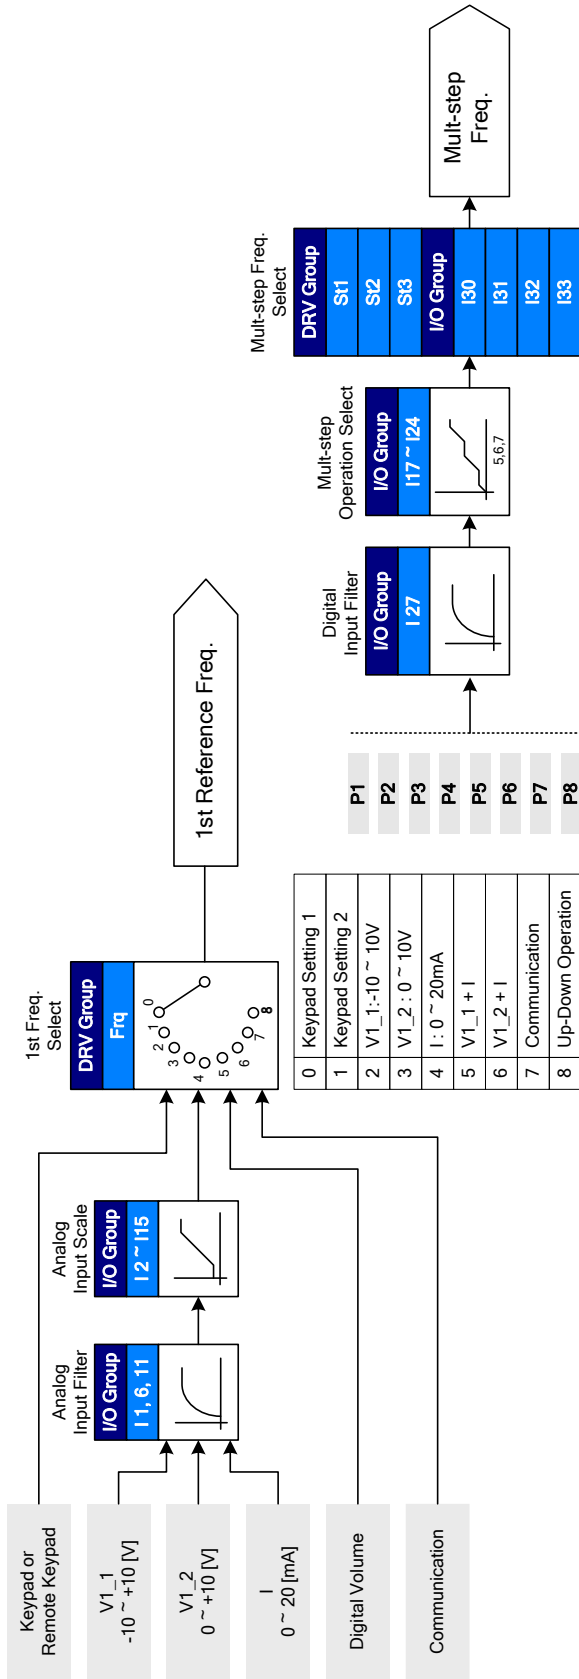 Keypad or
Remote Keypad
V1_1
-10 ~ +10 [V]
V1_2
0 ~ +10 [V]
I
0 ~ 20 [mA]
Digital Volume
Communication
Analog
Input Filter
I/O Group
I 1, 6, 11
Analog
Input Scale
I/O Group
I 2 ~ I15
1st Freq.
Select
DRV Group
Frq
0
1
2
3
4
5
6
7
8
1st Reference Freq.
0 Keypad Setting 1
1 Keypad Setting 2
2 V1_1:-10 ~ 10V
3 V1_2 : 0 ~ 10V
4 I : 0 ~ 20mA
5 V1_1 + I
6 V1_2 + I
7 Communication
8 Up-Down Operation
P1
P2
P3
P4
P5
P6
P7
P8
Digital
Input Filter
I/O Group
I 27
Mult-step
Operation Select
I/O Group
I17 ~ I24
5,6,7
Mult-step Freq.
Select
DRV Group
St1
St2
St3
I/O Group
I30
I31
I32
I33
Mult-step
Freq.